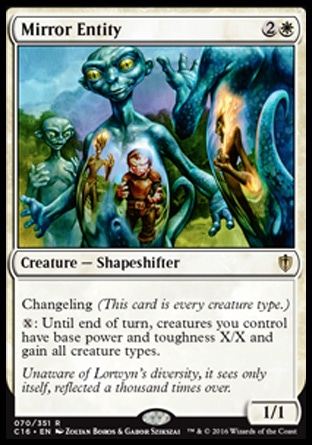 Mirror Entity 2
Creature — Shapeshifter
Changeling (This card is every creature type.)
X: Until end of turn, creatures you control
have base power and toughness X/X and
gain all creature types.
Unaware of Lorwyn's diversity, it sees only
itself, reflected a thousand times over.
1/1
070/351 R
C16 • EN Zoltan Boros & Gabor Szikszai ™ & © 2016 Wizards of the Coast